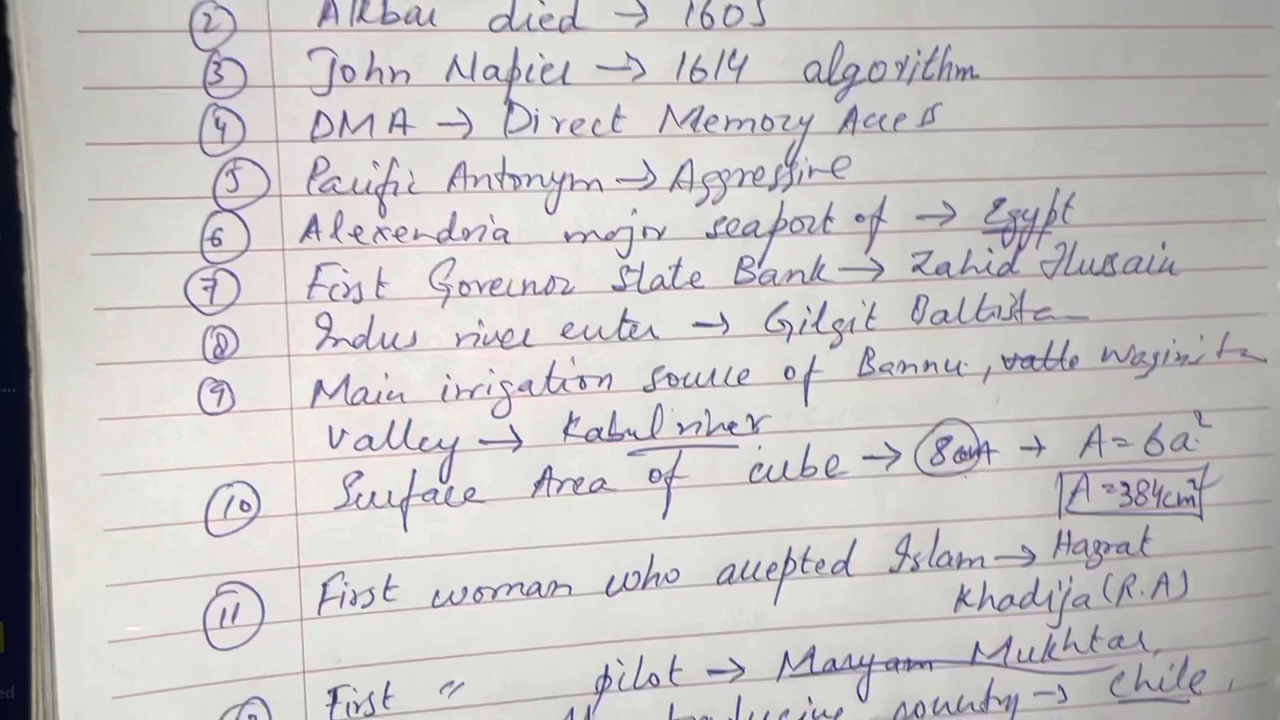 ② Akbar died → 1605
③ John Napier → 1614 algorithm
④ DMA → Direct Memory Access
⑤ Pacific Antonym → Aggressive
⑥ Alexendria major seaport of → Egypt
⑦ First Governor State Bank → Zahid Hussain
⑧ Indus river enter → Gilgit Baltista
⑨ Main irrigation source of Bannu,
valley → Kabul river
⑩ Surface Area of cube → 8cm → A = 6a²
A = 384cm²
⑪ First woman who accepted Islam → Hazrat
Khadija (R.A)
First " pilot → Maryam Mukhtar
country → Chile